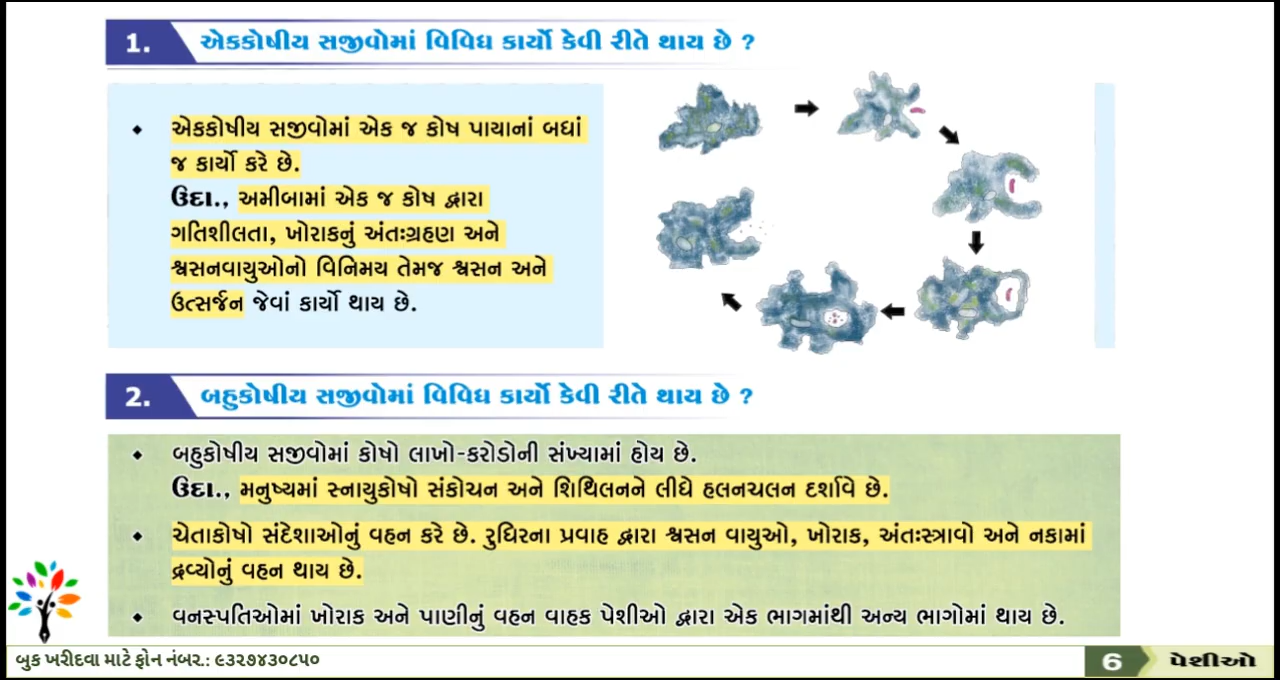 1. એકકોષીય સજીવોમાં વિવિધ કાર્યો કેવી રીતે થાય છે ?
♦ એકકોષીય સજીવોમાં એક જ કોષ પાયાનાં બધાં
જ કાર્યો કરે છે.
ઉદા., અમીબામાં એક જ કોષ દ્વારા
ગતિશીલતા, ખોરાકનું અંતઃગ્રહણ અને
શ્વસનવાયુઓનો વિનિમય તેમજ શ્વસન અને
ઉત્સર્જન જેવાં કાર્યો થાય છે.
2. બહુકોષીય સજીવોમાં વિવિધ કાર્યો કેવી રીતે થાય છે ?
♦ બહુકોષીય સજીવોમાં કોષો લાખો-કરોડોની સંખ્યામાં હોય છે.
ઉદા., મનુષ્યમાં સ્નાયુકોષો સંકોચન અને શિથિલનને લીધે હલનચલન દર્શાવે છે.
♦ ચેતાકોષો સંદેશાઓનું વહન કરે છે. રુધિરના પ્રવાહ દ્વારા શ્વસન વાયુઓ, ખોરાક, અંતઃસ્ત્રાવો અને નકામાં
દ્રવ્યોનું વહન થાય છે.
♦ વનસ્પતિઓમાં ખોરાક અને પાણીનું વહન વાહક પેશીઓ દ્વારા એક ભાગમાંથી અન્ય ભાગોમાં થાય છે.
બુક ખરીદવા માટે ફોન નંબર.: ૯૩૨૭૪૩૦૮૫૦
6 પેશીઓ